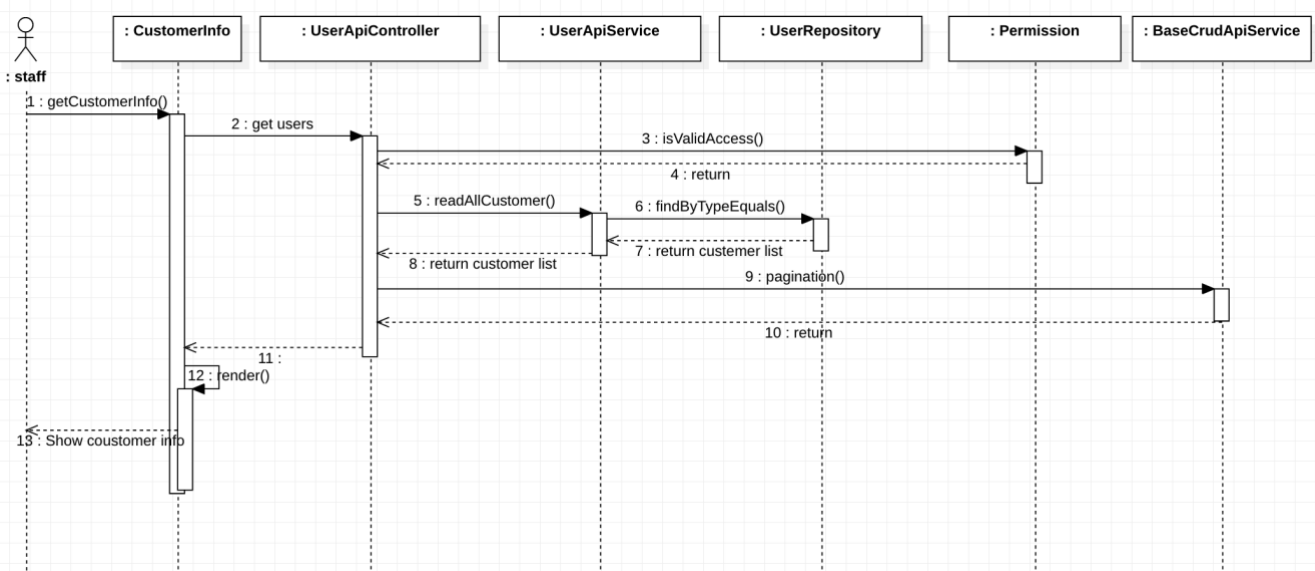 : CustomerInfo
: UserApiController
: UserApiService
: UserRepository
: Permission
: BaseCrudApiService
: staff
1 : getCustomerInfo()
2 : get users
3 : isValidAccess()
4 : return
5 : readAllCustomer()
6 : findByTypeEquals()
7 : return custemer list
8 : return customer list
9 : pagination()
10 : return
11 :
12 : render()
13 : Show coustomer info